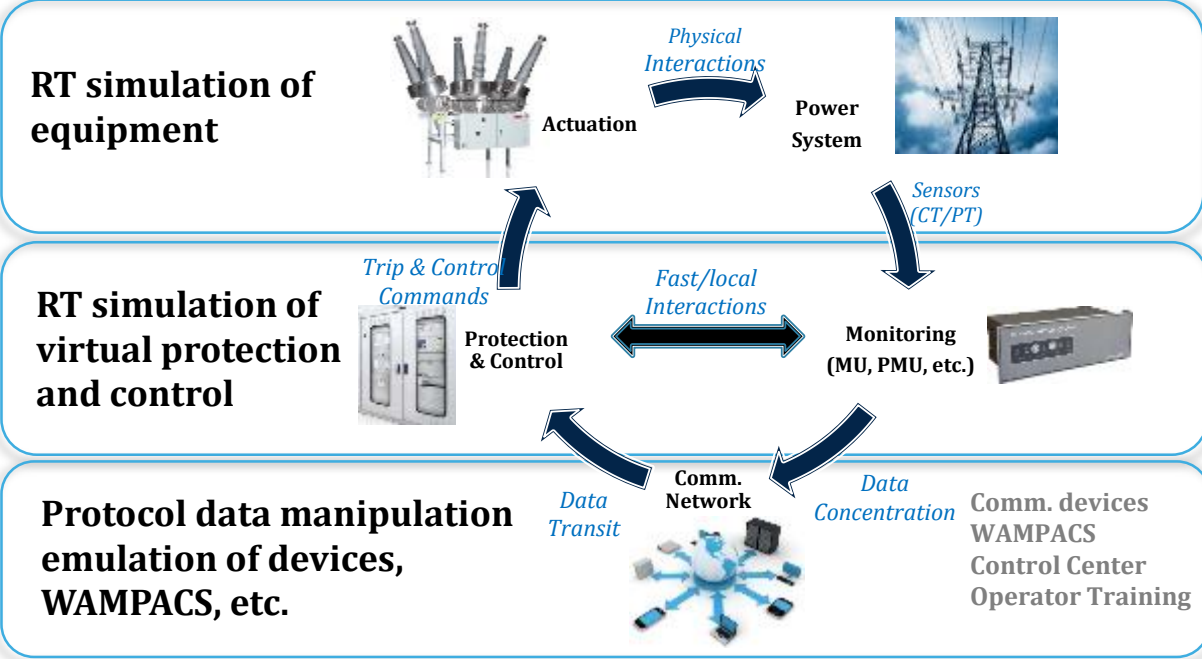 RT simulation of
equipment
Actuation
Physical
Interactions
Power
System
Sensors
(CT/PT)
RT simulation of
virtual protection
and control
Trip & Control
Commands
Protection
& Control
Fast/local
Interactions
Monitoring
(MU, PMU, etc.)
Protocol data manipulation
emulation of devices,
WAMPACS, etc.
Data
Transit
Comm.
Network
Data
Concentration
Comm. devices
WAMPACS
Control Center
Operator Training